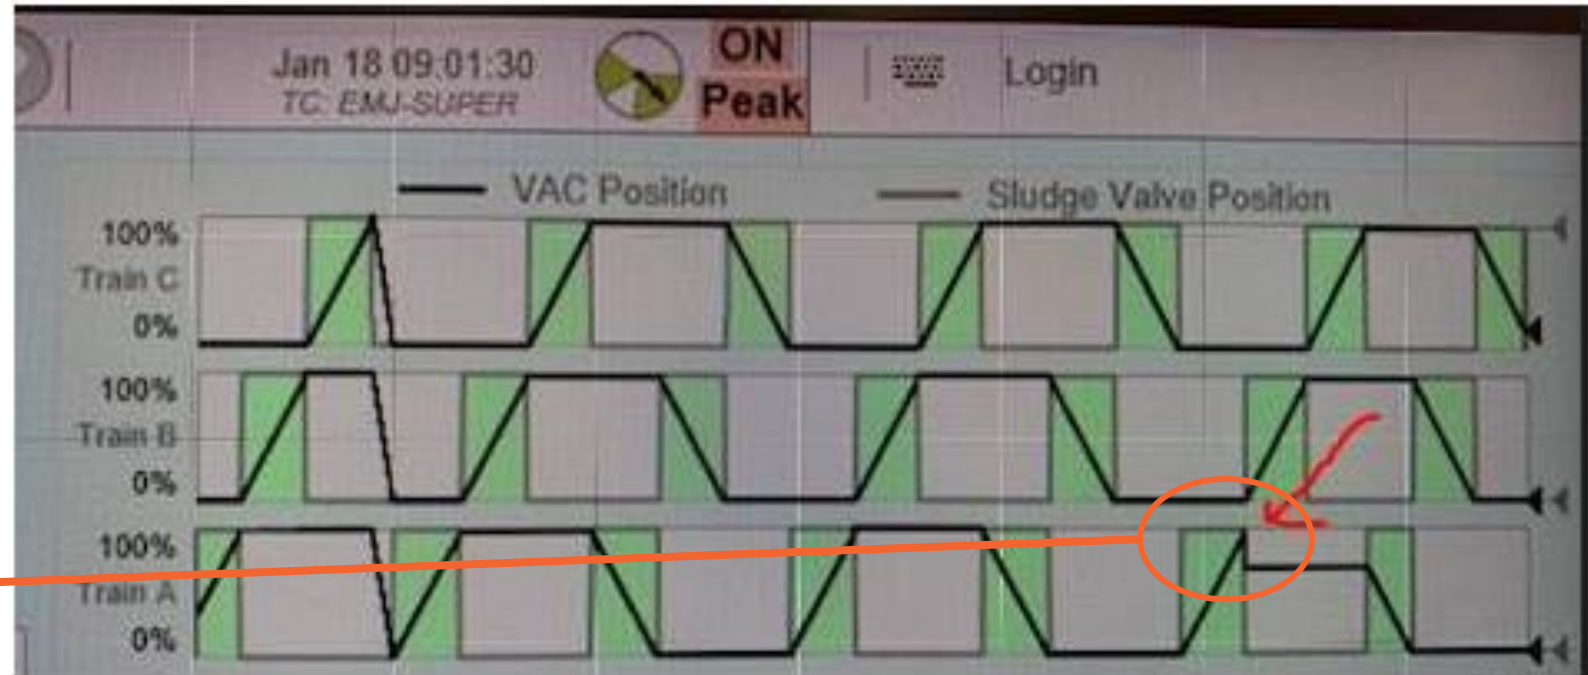 Jan 18 09:01:30
TC: EMJ-SUPER
ON
Peak
Login
VAC Position
Sludge Valve Position
100%
Train C
0%
100%
Train B
0%
100%
Train A
0%